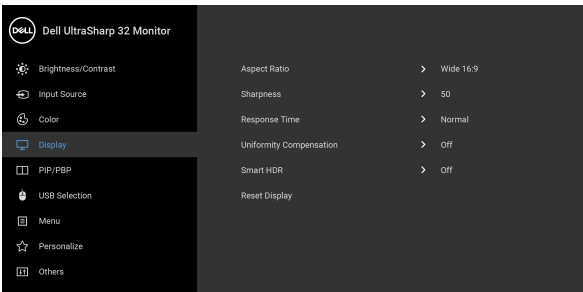 DELL Dell UltraSharp 32 Monitor
Brightness/Contrast
Input Source
Color
Display
PIP/PBP
USB Selection
Menu
Personalize
Others
Aspect Ratio > Wide 16:9
Sharpness > 50
Response Time > Normal
Uniformity Compensation > Off
Smart HDR > Off
Reset Display